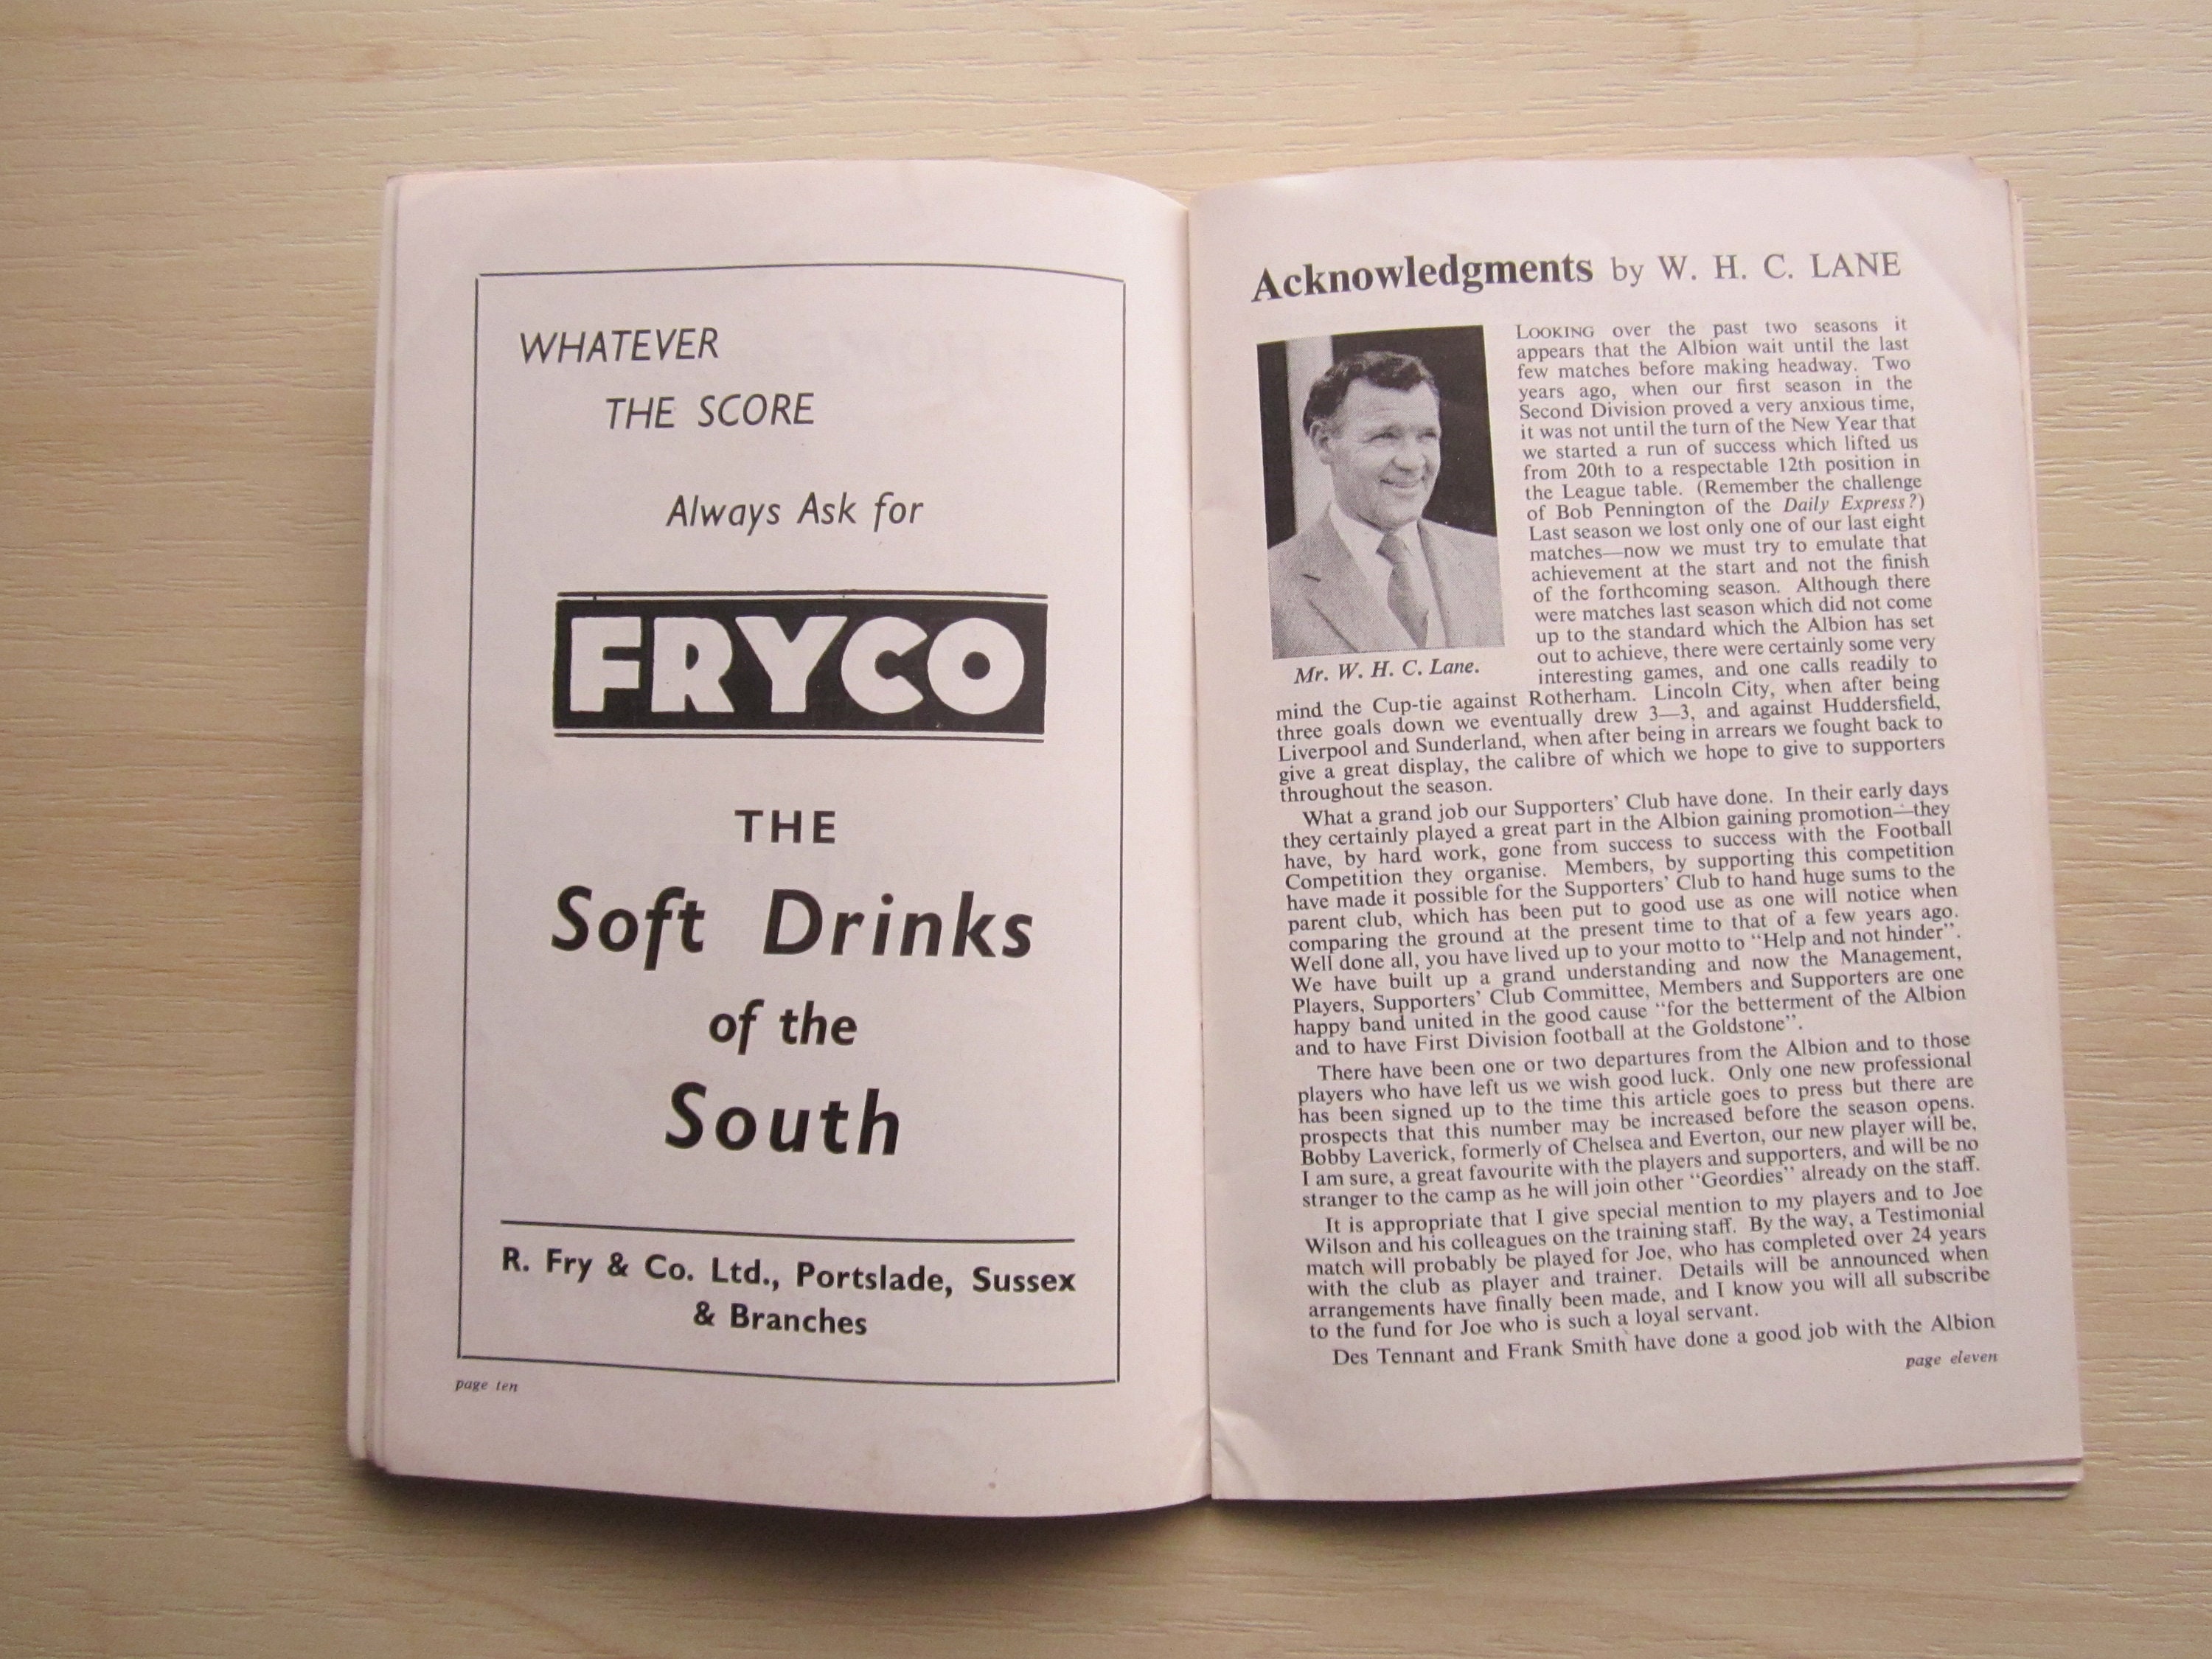 WHATEVER
THE SCORE
Always Ask for
FRYCO
THE
Soft Drinks
of the
South
R. Fry & Co. Ltd., Portslade, Sussex
& Branches
page ten
Acknowledgments by W. H. C. LANE
Mr. W. H. C. Lane.
LOOKING over the past two seasons it
appears that the Albion wait until the last
few matches before making headway. Two
years ago, when our first season in the
Second Division proved a very anxious time,
it was not until the turn of the New Year that
we started a run of success which lifted us
from 20th to a respectable 12th position in
the League table. (Remember the challenge
of Bob Pennington of the Daily Express?)
Last season we lost only one of our last eight
matches—now we must try to emulate that
achievement at the start and not the finish
of the forthcoming season. Although there
were matches last season which did not come
up to the standard which the Albion has set
out to achieve, there were certainly some very
interesting games, and one calls readily to
mind the Cup-tie against Rotherham. Lincoln City, when after being
three goals down we eventually drew 3—3, and against Huddersfield,
Liverpool and Sunderland, when after being in arrears we fought back to
give a great display, the calibre of which we hope to give to supporters
throughout the season.
What a grand job our Supporters' Club have done. In their early days
they certainly played a great part in the Albion gaining promotion—they
have, by hard work, gone from success to success with the Football
Competition they organise. Members, by supporting this competition
have made it possible for the Supporters' Club to hand huge sums to the
parent club, which has been put to good use as one will notice when
comparing the ground at the present time to that of a few years ago.
Well done all, you have lived up to your motto to "Help and not hinder".
We have built up a grand understanding and now the Management,
Players, Supporters' Club Committee, Members and Supporters are one
happy band united in the good cause "for the betterment of the Albion
and to have First Division football at the Goldstone".
There have been one or two departures from the Albion and to those
players who have left us we wish good luck. Only one new professional
has been signed up to the time this article goes to press but there are
prospects that this number may be increased before the season opens.
Bobby Laverick, formerly of Chelsea and Everton, our new player will be,
I am sure, a great favourite with the players and supporters, and will be no
stranger to the camp as he will join other "Geordies" already on the staff.
It is appropriate that I give special mention to my players and to Joe
Wilson and his colleagues on the training staff. By the way, a Testimonial
match will probably be played for Joe, who has completed over 24 years
with the club as player and trainer. Details will be announced when
arrangements have finally been made, and I know you will all subscribe
to the fund for Joe who is such a loyal servant.
Des Tennant and Frank Smith have done a good job with the Albion
page eleven